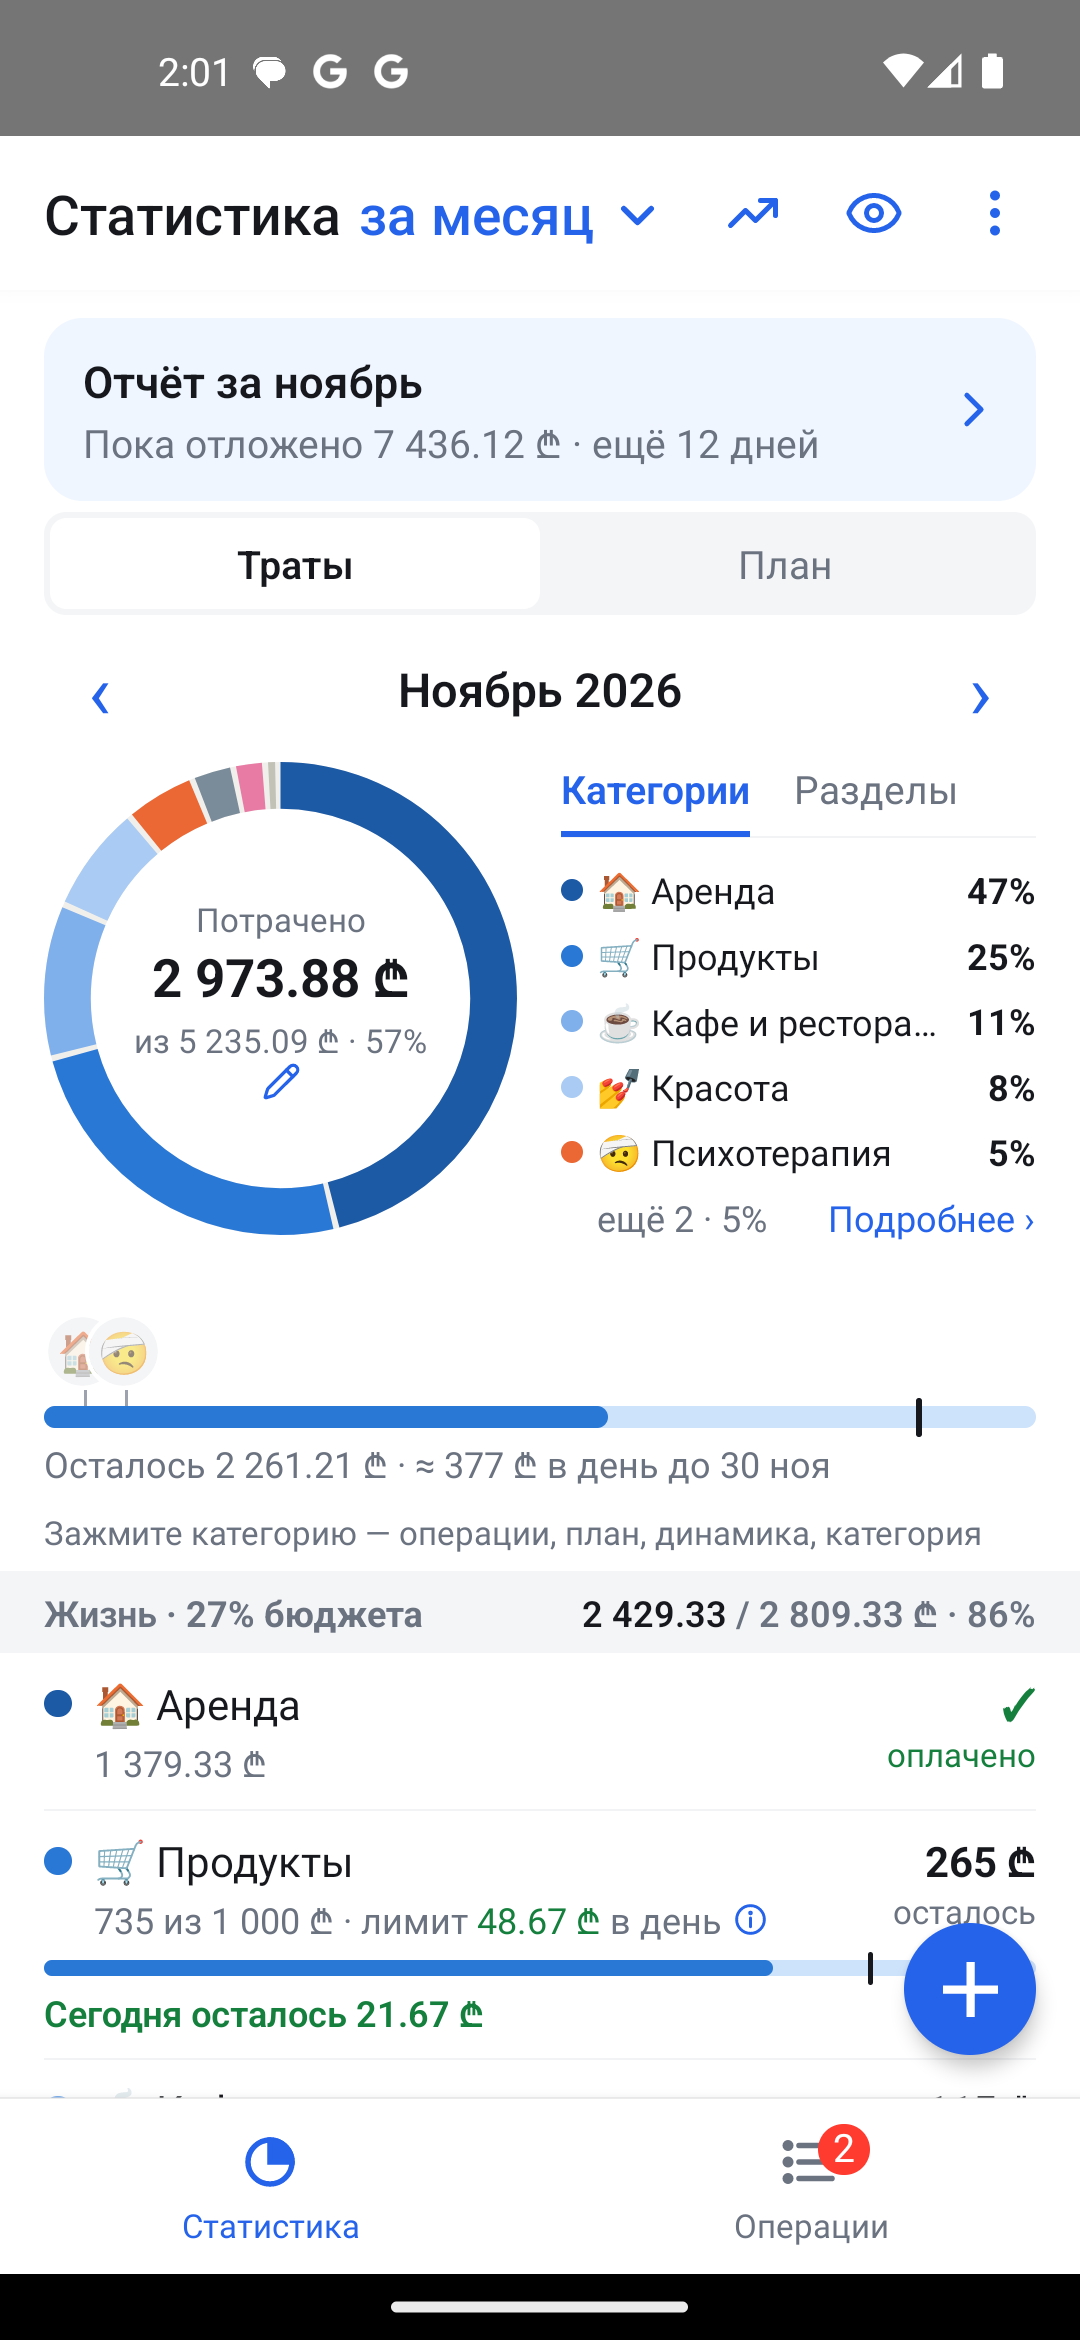 2:01
Статистика за месяц
Отчёт за ноябрь
Пока отложено 7 436.12 ₾ · ещё 12 дней
Траты
План
‹ Ноябрь 2026 ›
Потрачено
2 973.88 ₾
из 5 235.09 ₾ · 57%
Категории Разделы
Аренда 47%
Продукты 25%
Кафе и рестора... 11%
Красота 8%
Психотерапия 5%
ещё 2 · 5% Подробнее ›
Осталось 2 261.21 ₾ · ≈ 377 ₾ в день до 30 ноя
Зажмите категорию — операции, план, динамика, категория
Жизнь · 27% бюджета 2 429.33 / 2 809.33 ₾ · 86%
Аренда ✓
1 379.33 ₾ оплачено
Продукты 265 ₾
735 из 1 000 ₾ · лимит 48.67 ₾ в день осталось
Сегодня осталось 21.67 ₾
2
Статистика Операции